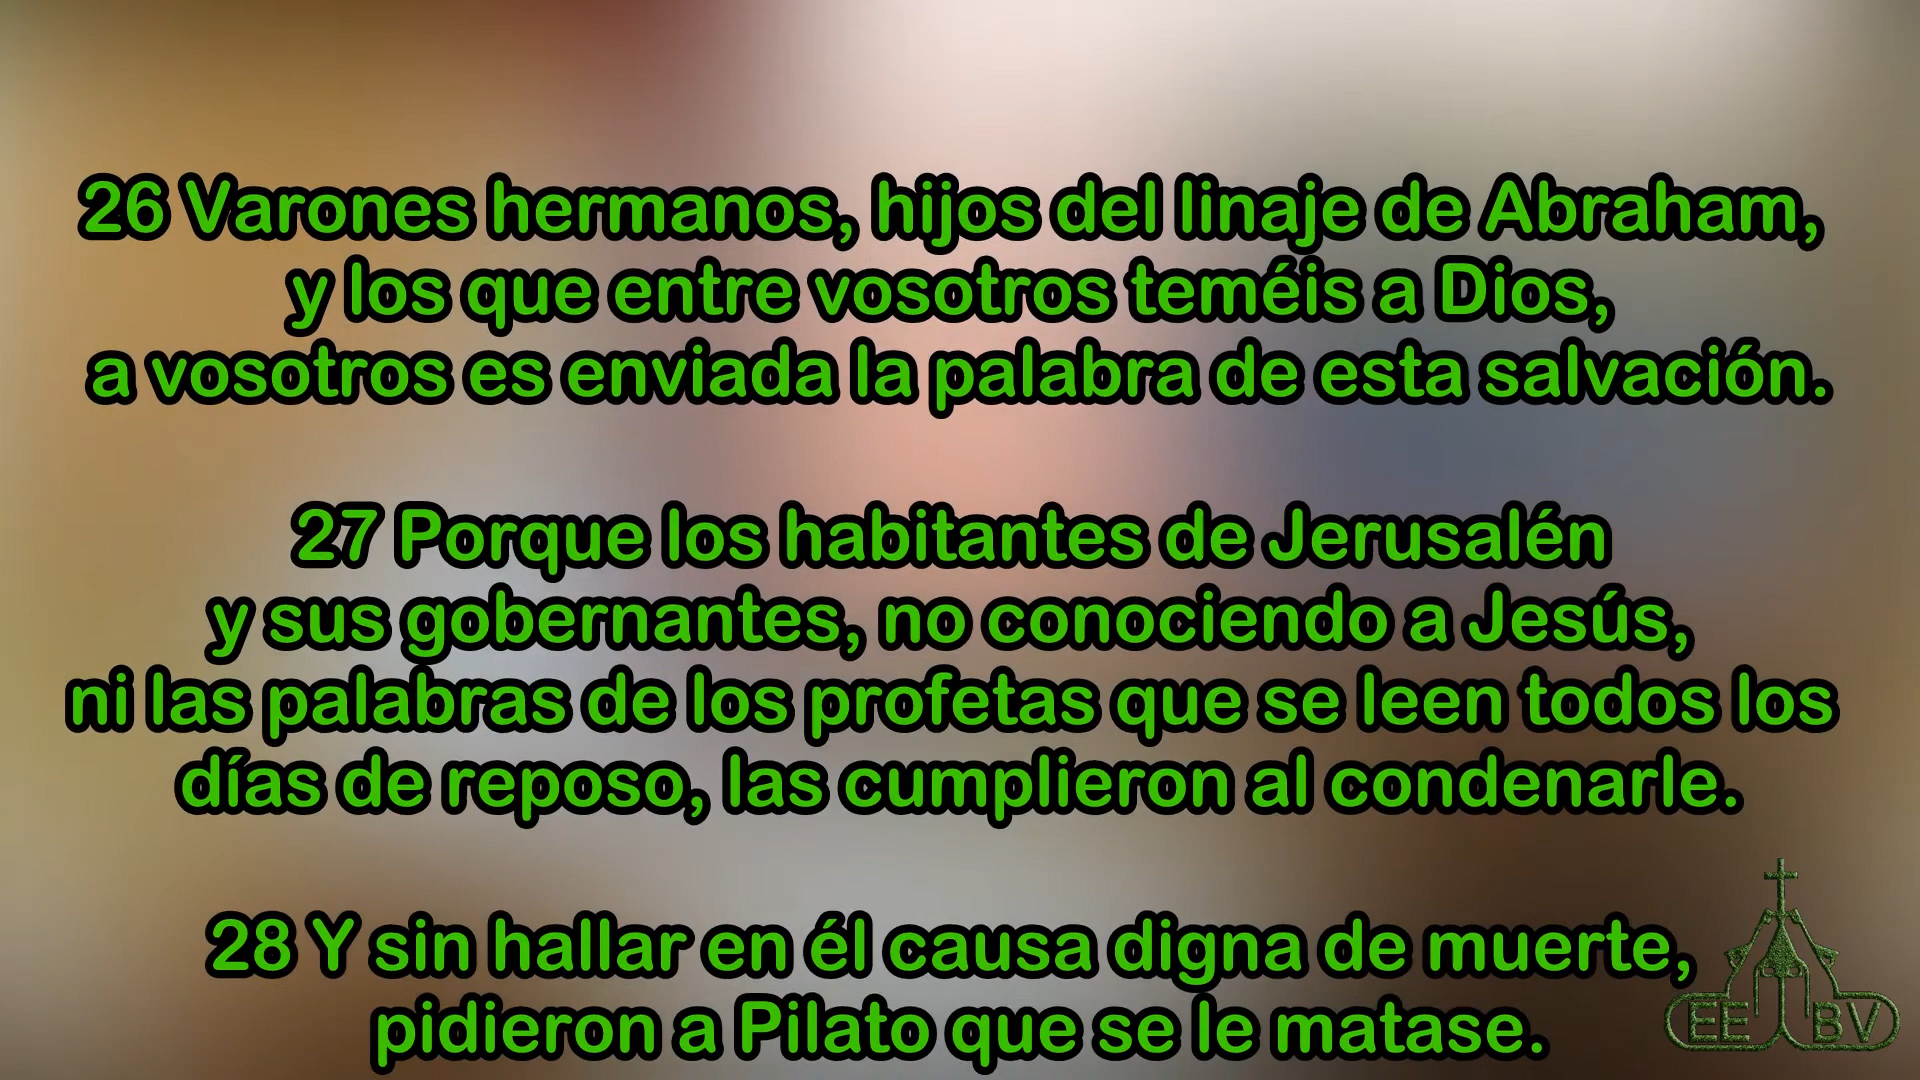 26 Varones hermanos, hijos del linaje de Abraham,
y los que entre vosotros teméis a Dios,
a vosotros es enviada la palabra de esta salvación.
27 Porque los habitantes de Jerusalén
y sus gobernantes, no conociendo a Jesús,
ni las palabras de los profetas que se leen todos los
días de reposo, las cumplieron al condenarle.
28 Y sin hallar en él causa digna de muerte,
pidieron a Pilato que se le matase.
EE BV